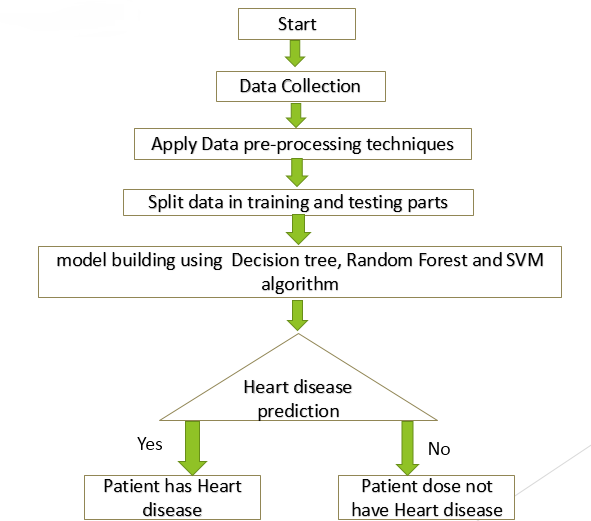 Start
Data Collection
Apply Data pre-processing techniques
Split data in training and testing parts
model building using  Decision tree, Random Forest and SVM
algorithm
Heart disease
prediction
Yes
No
Patient has Heart
disease
Patient dose not
have Heart disease